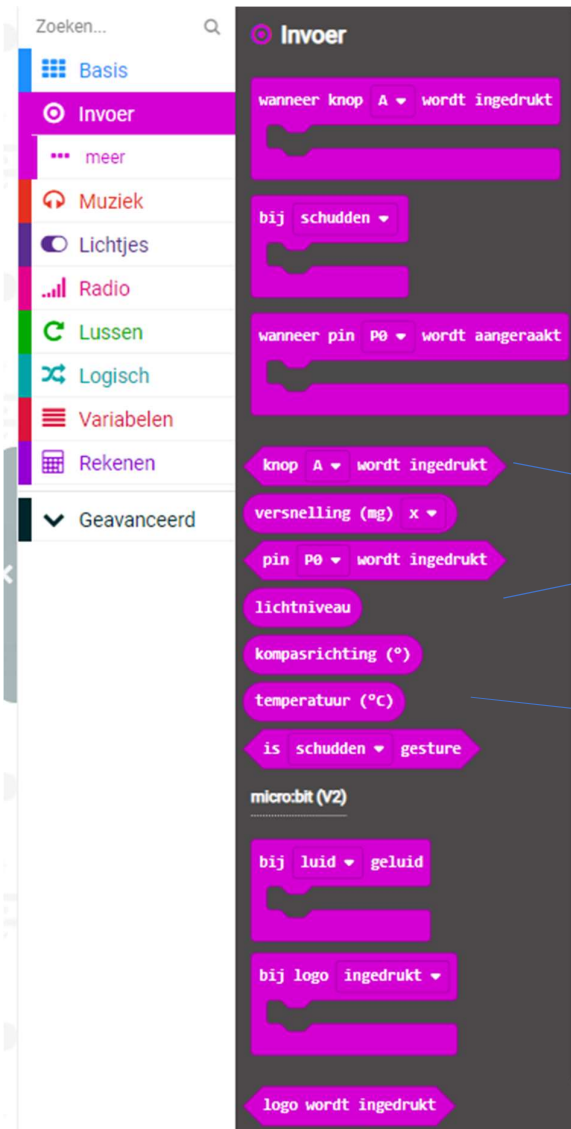 Zoeken...
Basis
Invoer
meer
Muziek
Lichtjes
Radio
Lussen
Logisch
Variabelen
Rekenen
Geavanceerd
Invoer
wanneer knop A wordt ingedrukt
bij schudden
wanneer pin P0 wordt aangeraakt
knop A wordt ingedrukt
versnelling (mg) x
pin P0 wordt ingedrukt
lichtniveau
kompasrichting (°)
temperatuur (°C)
is schudden gesture
micro:bit (V2)
bij luid geluid
bij logo ingedrukt
logo wordt ingedrukt